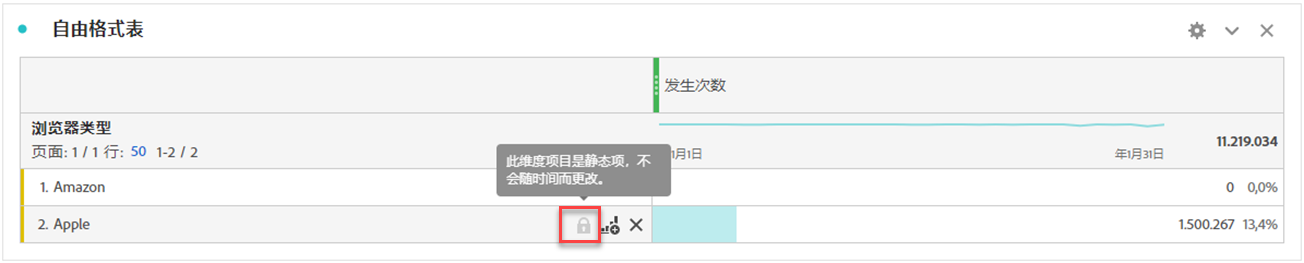 自由格式表
发生次数
浏览器类型
页面: 1 / 1 行: 50 1-2 / 2
1月1日
年1月31日
11.219.034
此维度项目是静态项，不
会随时间而更改。
1. Amazon
0 0,0%
2. Apple
1.500.267 13,4%